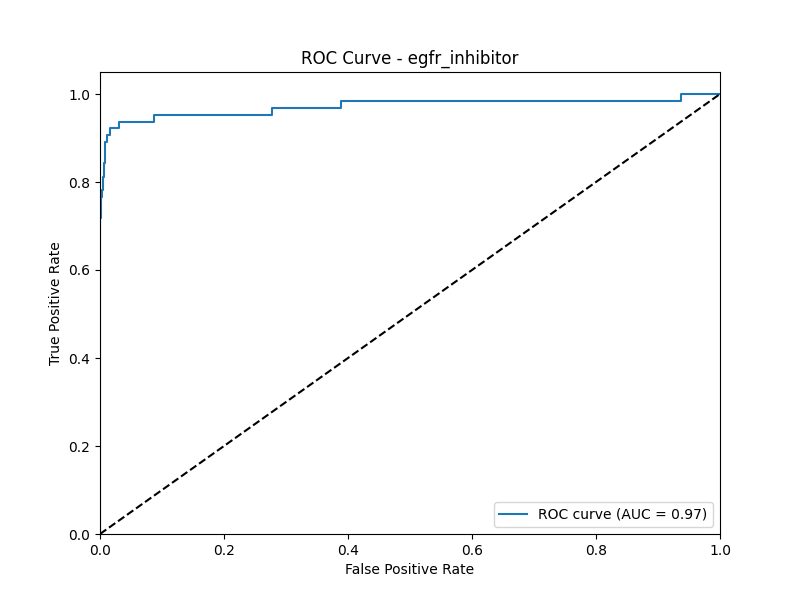 ROC Curve - egfr_inhibitor
True Positive Rate
1.0
0.8
0.6
0.4
0.2
0.0
ROC curve (AUC = 0.97)
0.0 0.2 0.4 0.6 0.8 1.0
False Positive Rate